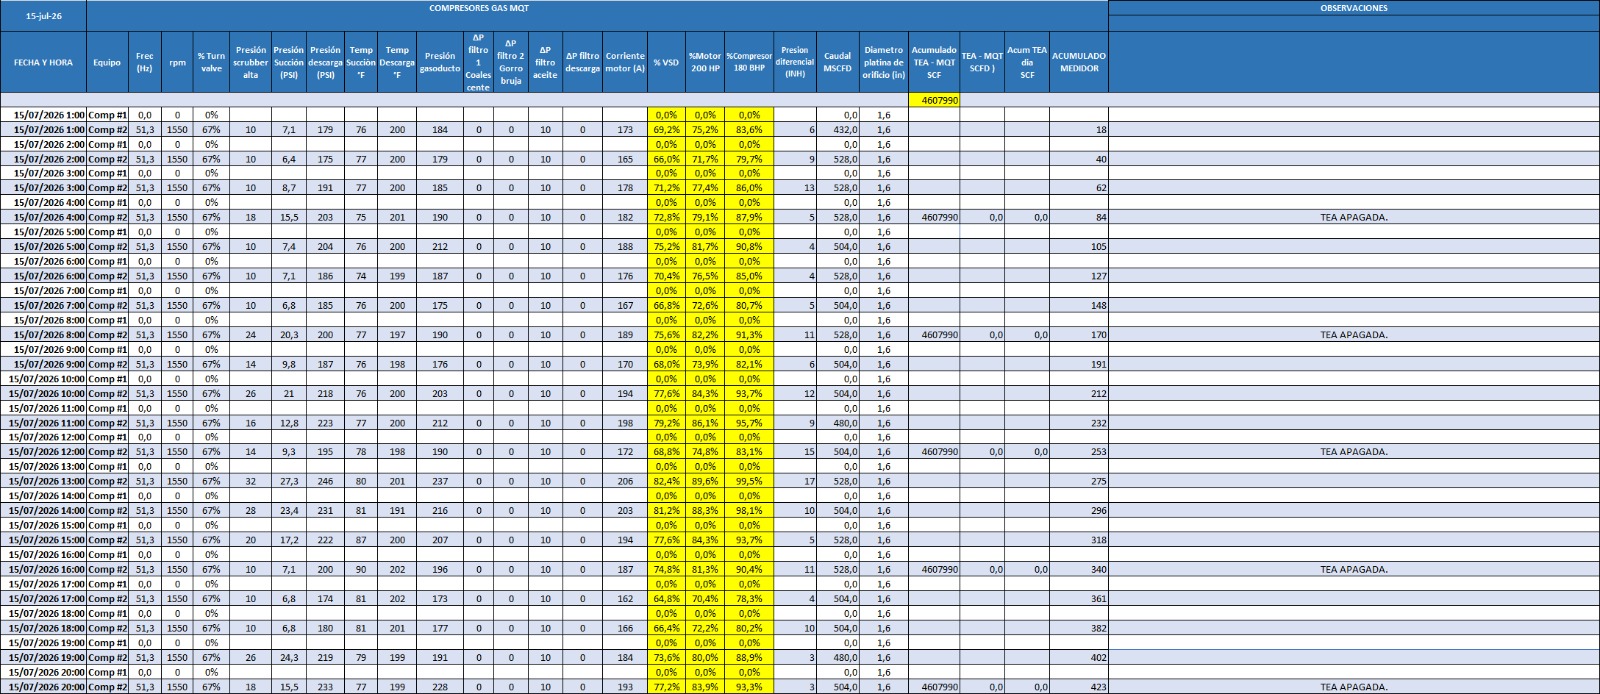 15-jul-26 COMPRESORES GAS MQT OBSERVACIONES
FECHA Y HORA Equipo Frec (Hz) rpm % Turn valve Presión scrubber alta Presión Succión (PSI) Presión descarga (PSI) Temp Succión °F Temp Descarga °F Presión gasoducto ΔP filtro 1 Coales cente ΔP filtro 2 Gorro bruja ΔP filtro aceite ΔP filtro descarga Corriente motor (A) % VSD %Motor 200 HP %Compresor 180 BHP Presion diferencial (INH) Caudal MSCFD Diametro platina de orificio (in) Acumulado TEA - MQT SCF TEA - MQT SCFD ) Acum TEA dia SCF ACUMULADO MEDIDOR
4607990
15/07/2026 1:00 Comp #1 0,0 0 0% 0,0% 0,0% 0,0% 0,0 1,6
15/07/2026 1:00 Comp #2 51,3 1550 67% 10 7,1 179 76 200 184 0 0 10 0 173 69,2% 75,2% 83,6% 6 432,0 1,6 18
15/07/2026 2:00 Comp #1 0,0 0 0% 0,0% 0,0% 0,0% 0,0 1,6
15/07/2026 2:00 Comp #2 51,3 1550 67% 10 6,4 175 77 200 179 0 0 10 0 165 66,0% 71,7% 79,7% 9 528,0 1,6 40
15/07/2026 3:00 Comp #1 0,0 0 0% 0,0% 0,0% 0,0% 0,0 1,6
15/07/2026 3:00 Comp #2 51,3 1550 67% 10 8,7 191 77 200 185 0 0 10 0 178 71,2% 77,4% 86,0% 13 528,0 1,6 62
15/07/2026 4:00 Comp #1 0,0 0 0% 0,0% 0,0% 0,0% 0,0 1,6
15/07/2026 4:00 Comp #2 51,3 1550 67% 18 15,5 203 75 201 190 0 0 10 0 182 72,8% 79,1% 87,9% 5 528,0 1,6 4607990 0,0 0,0 84 TEA APAGADA.
15/07/2026 5:00 Comp #1 0,0 0 0% 0,0% 0,0% 0,0% 0,0 1,6
15/07/2026 5:00 Comp #2 51,3 1550 67% 10 7,4 204 76 200 212 0 0 10 0 188 75,2% 81,7% 90,8% 4 504,0 1,6 105
15/07/2026 6:00 Comp #1 0,0 0 0% 0,0% 0,0% 0,0% 0,0 1,6
15/07/2026 6:00 Comp #2 51,3 1550 67% 10 7,1 186 74 199 187 0 0 10 0 176 70,4% 76,5% 85,0% 4 528,0 1,6 127
15/07/2026 7:00 Comp #1 0,0 0 0% 0,0% 0,0% 0,0% 0,0 1,6
15/07/2026 7:00 Comp #2 51,3 1550 67% 10 6,8 185 76 200 175 0 0 10 0 167 66,8% 72,6% 80,7% 5 504,0 1,6 148
15/07/2026 8:00 Comp #1 0,0 0 0% 0,0% 0,0% 0,0% 0,0 1,6
15/07/2026 8:00 Comp #2 51,3 1550 67% 24 20,3 200 77 197 190 0 0 10 0 189 75,6% 82,2% 91,3% 11 528,0 1,6 4607990 0,0 0,0 170 TEA APAGADA.
15/07/2026 9:00 Comp #1 0,0 0 0% 0,0% 0,0% 0,0% 0,0 1,6
15/07/2026 9:00 Comp #2 51,3 1550 67% 14 9,8 187 76 198 176 0 0 10 0 170 68,0% 73,9% 82,1% 6 504,0 1,6 191
15/07/2026 10:00 Comp #1 0,0 0 0% 0,0% 0,0% 0,0% 0,0 1,6
15/07/2026 10:00 Comp #2 51,3 1550 67% 26 21 218 76 200 203 0 0 10 0 194 77,6% 84,3% 93,7% 12 504,0 1,6 212
15/07/2026 11:00 Comp #1 0,0 0 0% 0,0% 0,0% 0,0% 0,0 1,6
15/07/2026 11:00 Comp #2 51,3 1550 67% 16 12,8 223 77 200 212 0 0 10 0 198 79,2% 86,1% 95,7% 9 480,0 1,6 232
15/07/2026 12:00 Comp #1 0,0 0 0% 0,0% 0,0% 0,0% 0,0 1,6
15/07/2026 12:00 Comp #2 51,3 1550 67% 14 9,3 195 78 198 190 0 0 10 0 172 68,8% 74,8% 83,1% 15 504,0 1,6 4607990 0,0 0,0 253 TEA APAGADA.
15/07/2026 13:00 Comp #1 0,0 0 0% 0,0% 0,0% 0,0% 0,0 1,6
15/07/2026 13:00 Comp #2 51,3 1550 67% 32 27,3 246 80 201 237 0 0 10 0 206 82,4% 89,6% 99,5% 17 528,0 1,6 275
15/07/2026 14:00 Comp #1 0,0 0 0% 0,0% 0,0% 0,0% 0,0 1,6
15/07/2026 14:00 Comp #2 51,3 1550 67% 28 23,4 231 81 191 216 0 0 10 0 203 81,2% 88,3% 98,1% 10 504,0 1,6 296
15/07/2026 15:00 Comp #1 0,0 0 0% 0,0% 0,0% 0,0% 0,0 1,6
15/07/2026 15:00 Comp #2 51,3 1550 67% 20 17,2 222 87 200 207 0 0 10 0 194 77,6% 84,3% 93,7% 5 528,0 1,6 318
15/07/2026 16:00 Comp #1 0,0 0 0% 0,0% 0,0% 0,0% 0,0 1,6
15/07/2026 16:00 Comp #2 51,3 1550 67% 10 7,1 200 90 202 196 0 0 10 0 187 74,8% 81,3% 90,4% 11 528,0 1,6 4607990 0,0 0,0 340 TEA APAGADA.
15/07/2026 17:00 Comp #1 0,0 0 0% 0,0% 0,0% 0,0% 0,0 1,6
15/07/2026 17:00 Comp #2 51,3 1550 67% 10 6,8 174 81 202 173 0 0 10 0 162 64,8% 70,4% 78,3% 4 504,0 1,6 361
15/07/2026 18:00 Comp #1 0,0 0 0% 0,0% 0,0% 0,0% 0,0 1,6
15/07/2026 18:00 Comp #2 51,3 1550 67% 10 6,8 180 81 201 177 0 0 10 0 166 66,4% 72,2% 80,2% 10 504,0 1,6 382
15/07/2026 19:00 Comp #1 0,0 0 0% 0,0% 0,0% 0,0% 0,0 1,6
15/07/2026 19:00 Comp #2 51,3 1550 67% 26 24,3 219 79 199 191 0 0 10 0 184 73,6% 80,0% 88,9% 3 480,0 1,6 402
15/07/2026 20:00 Comp #1 0,0 0 0% 0,0% 0,0% 0,0% 0,0 1,6
15/07/2026 20:00 Comp #2 51,3 1550 67% 18 15,5 233 77 199 228 0 0 10 0 193 77,2% 83,9% 93,3% 3 504,0 1,6 4607990 0,0 0,0 423 TEA APAGADA.